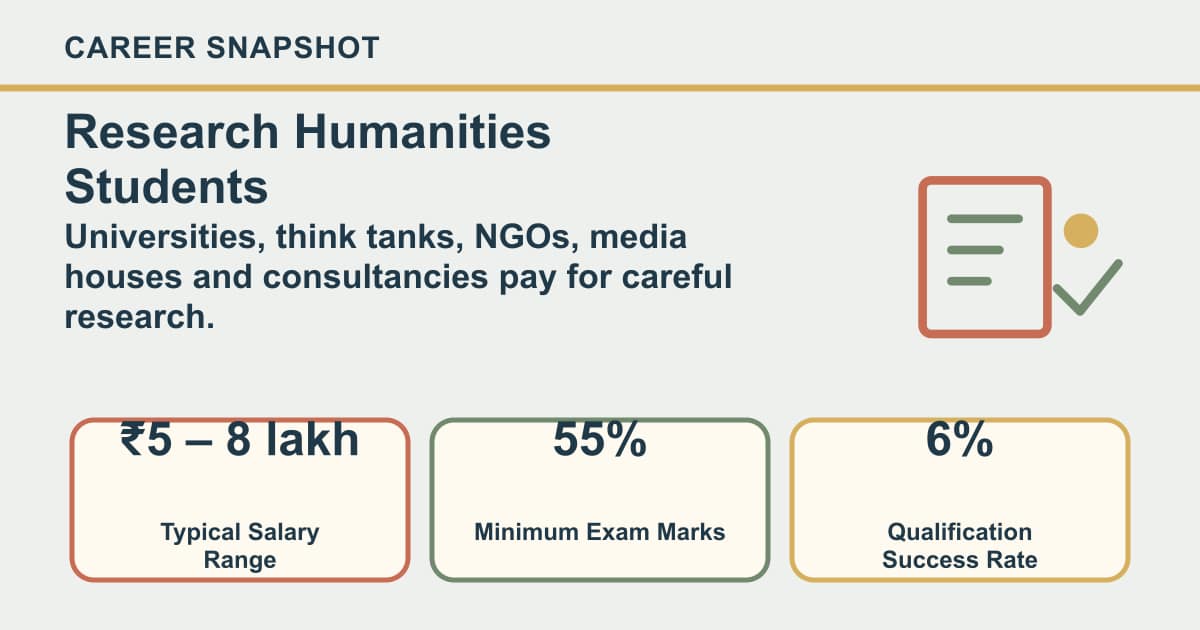 CAREER SNAPSHOT
Research Humanities
Students
Universities, think tanks, NGOs, media
houses and consultancies pay for careful
research.
₹5 – 8 lakh
Typical Salary
Range
55%
Minimum Exam Marks
6%
Qualification
Success Rate